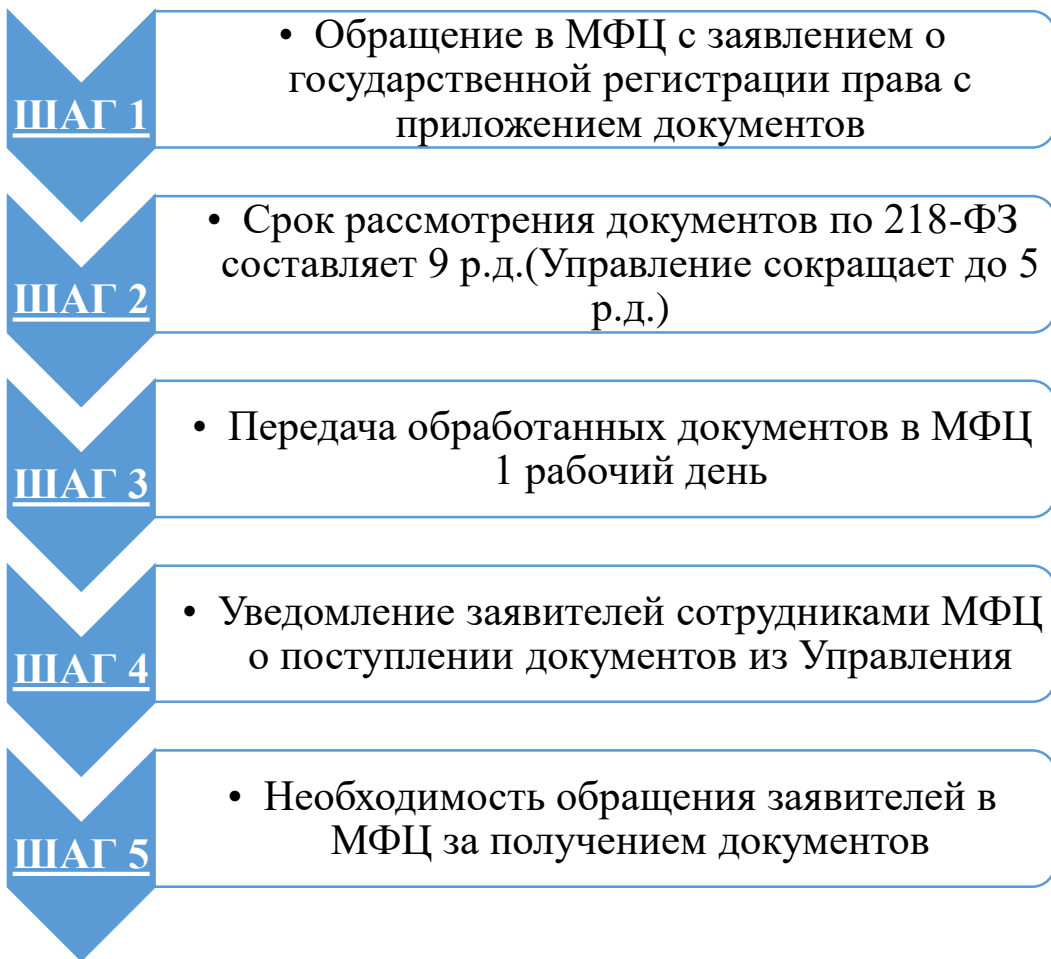 ШАГ 1
• Обращение в МФЦ с заявлением о
государственной регистрации права с
приложением документов
ШАГ 2
• Срок рассмотрения документов по 218-ФЗ
составляет 9 р.д.(Управление сокращает до 5
р.д.)
ШАГ 3
• Передача обработанных документов в МФЦ
1 рабочий день
ШАГ 4
• Уведомление заявителей сотрудниками МФЦ
о поступлении документов из Управления
ШАГ 5
• Необходимость обращения заявителей в
МФЦ за получением документов